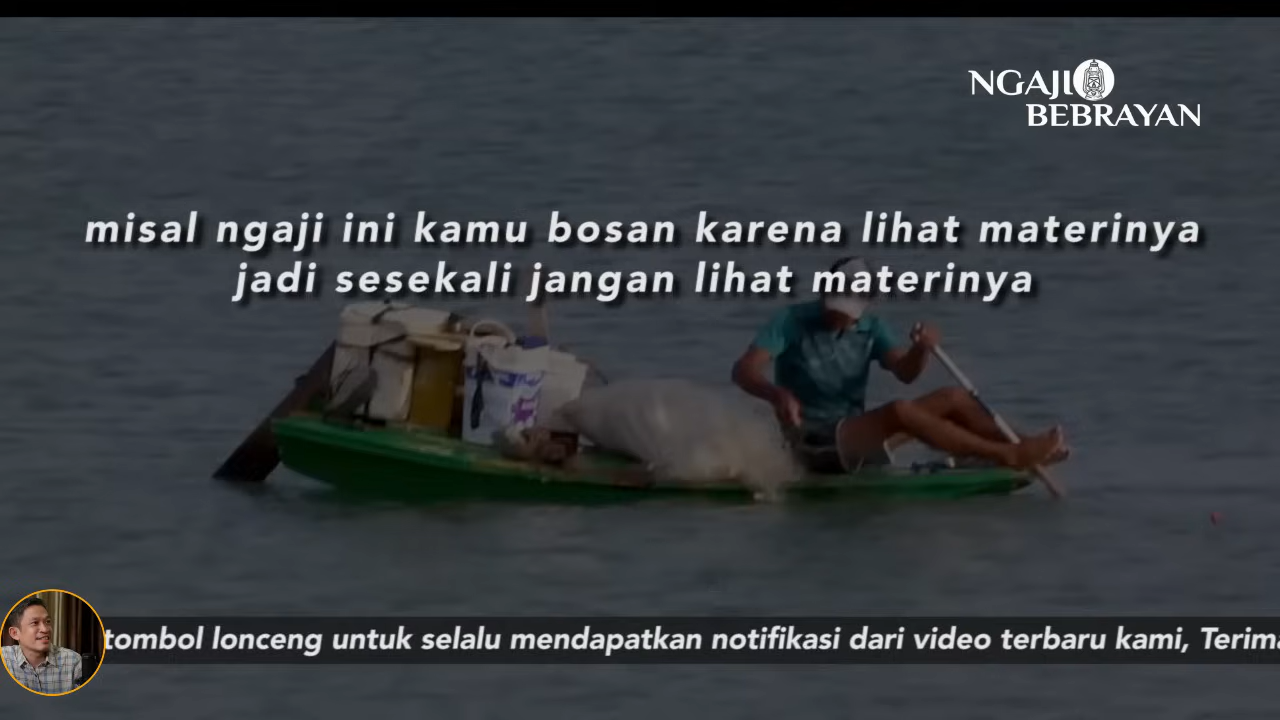 NGAJI
BEBRAYAN
misal ngaji ini kamu bosan karena lihat materinya
jadi sesekali jangan lihat materinya
tombol lonceng untuk selalu mendapatkan notifikasi dari video terbaru kami,